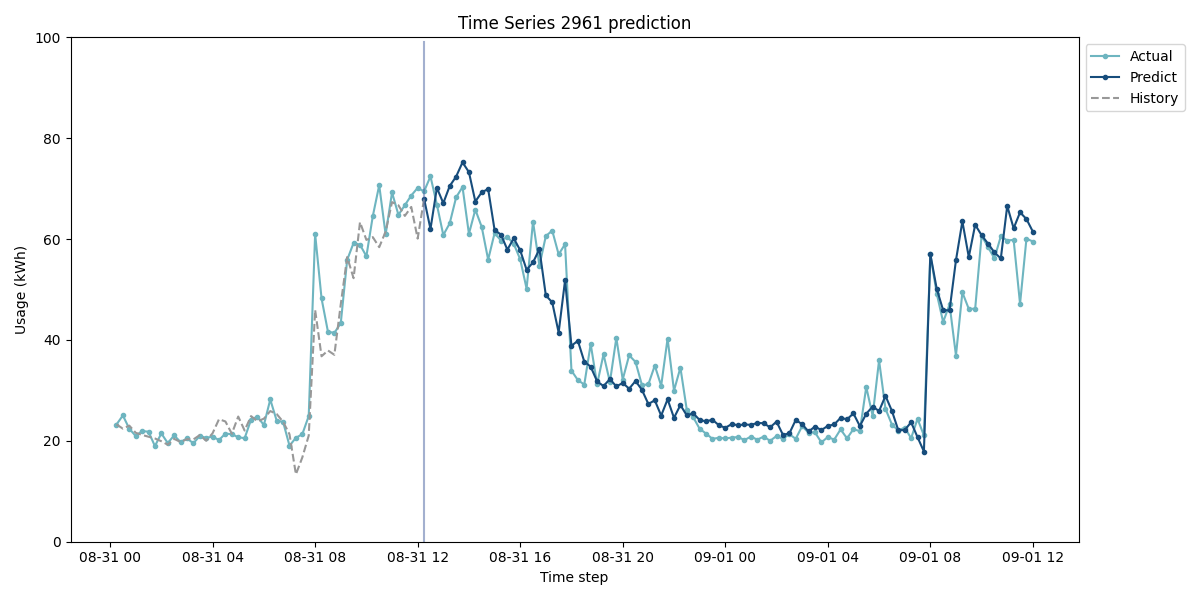 Time Series 2961 prediction
100
80
60
40
20
0
Usage (kWh)
08-31 00
08-31 04
08-31 08
08-31 12
08-31 16
08-31 20
09-01 00
09-01 04
09-01 08
09-01 12
Time step
Actual
Predict
History